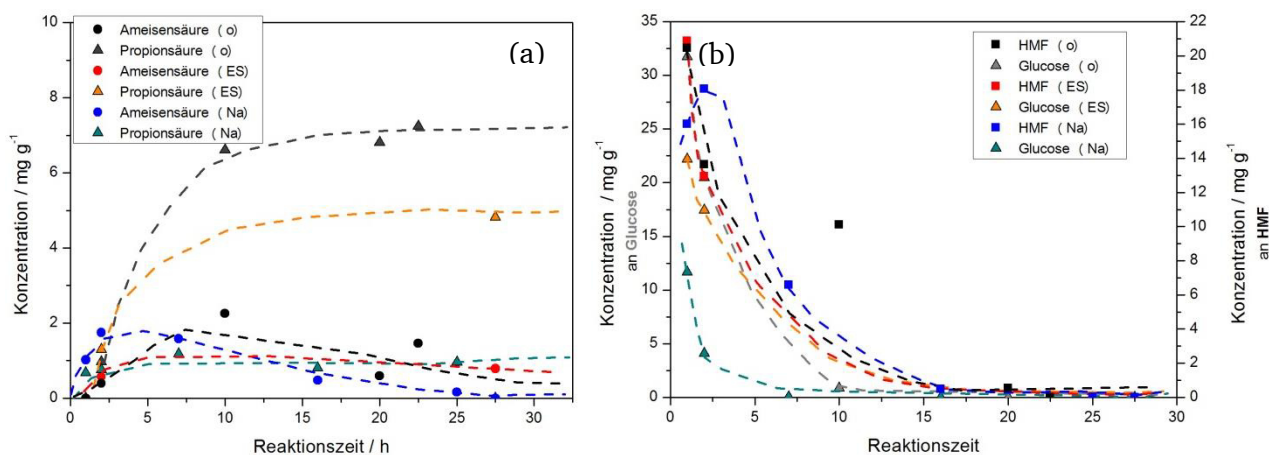 (a)
Ameisensäure ( o)
Propionsäure ( o)
Ameisensäure ( ES)
Propionsäure ( ES)
Ameisensäure ( Na)
Propionsäure ( Na)
Konzentration / mg g⁻¹
10
8
6
4
2
0
0 5 10 15 20 25 30
Reaktionszeit / h
(b)
HMF ( o)
Glucose ( o)
HMF ( ES)
Glucose ( ES)
HMF ( Na)
Glucose ( Na)
Konzentration / mg g⁻¹
an Glucose
35
30
25
20
15
10
5
0
0 5 10 15 20 25 30
Reaktionszeit
22
20
18
16
14
12
10
8
6
4
2
0
Konzentration / mg g⁻¹
an HMF